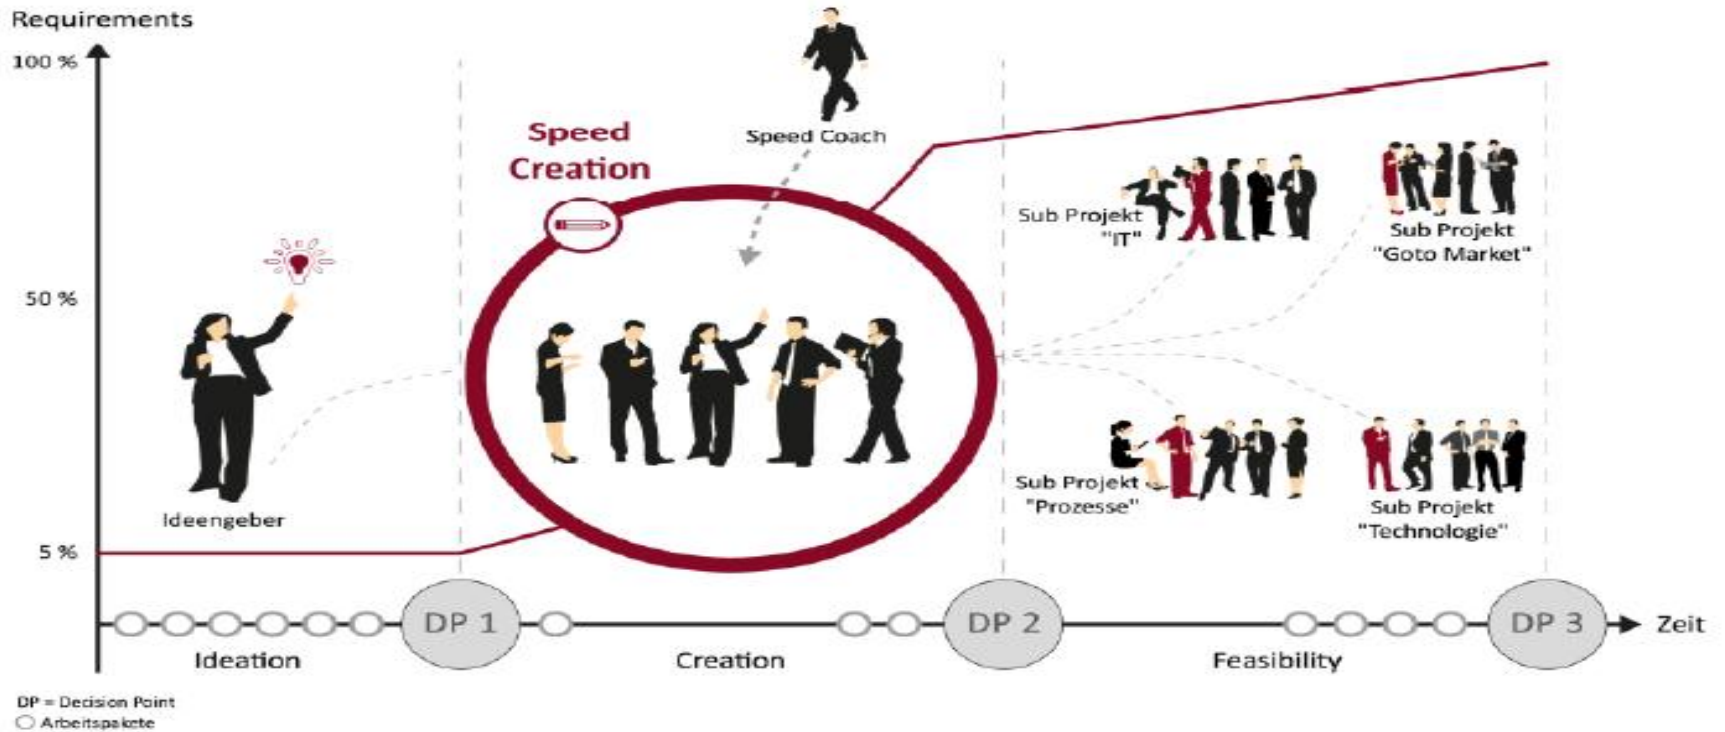 Requirements
100 %
50 %
5 %
Speed
Creation
Speed Coach
Ideengeber
Sub Projekt
"IT"
Sub Projekt
"Goto Market"
Sub Projekt
"Prozesse"
Sub Projekt
"Technologie"
DP 1
DP 2
DP 3
Zeit
Ideation
Creation
Feasibility
DP = Decision Point
Arbeitspakete